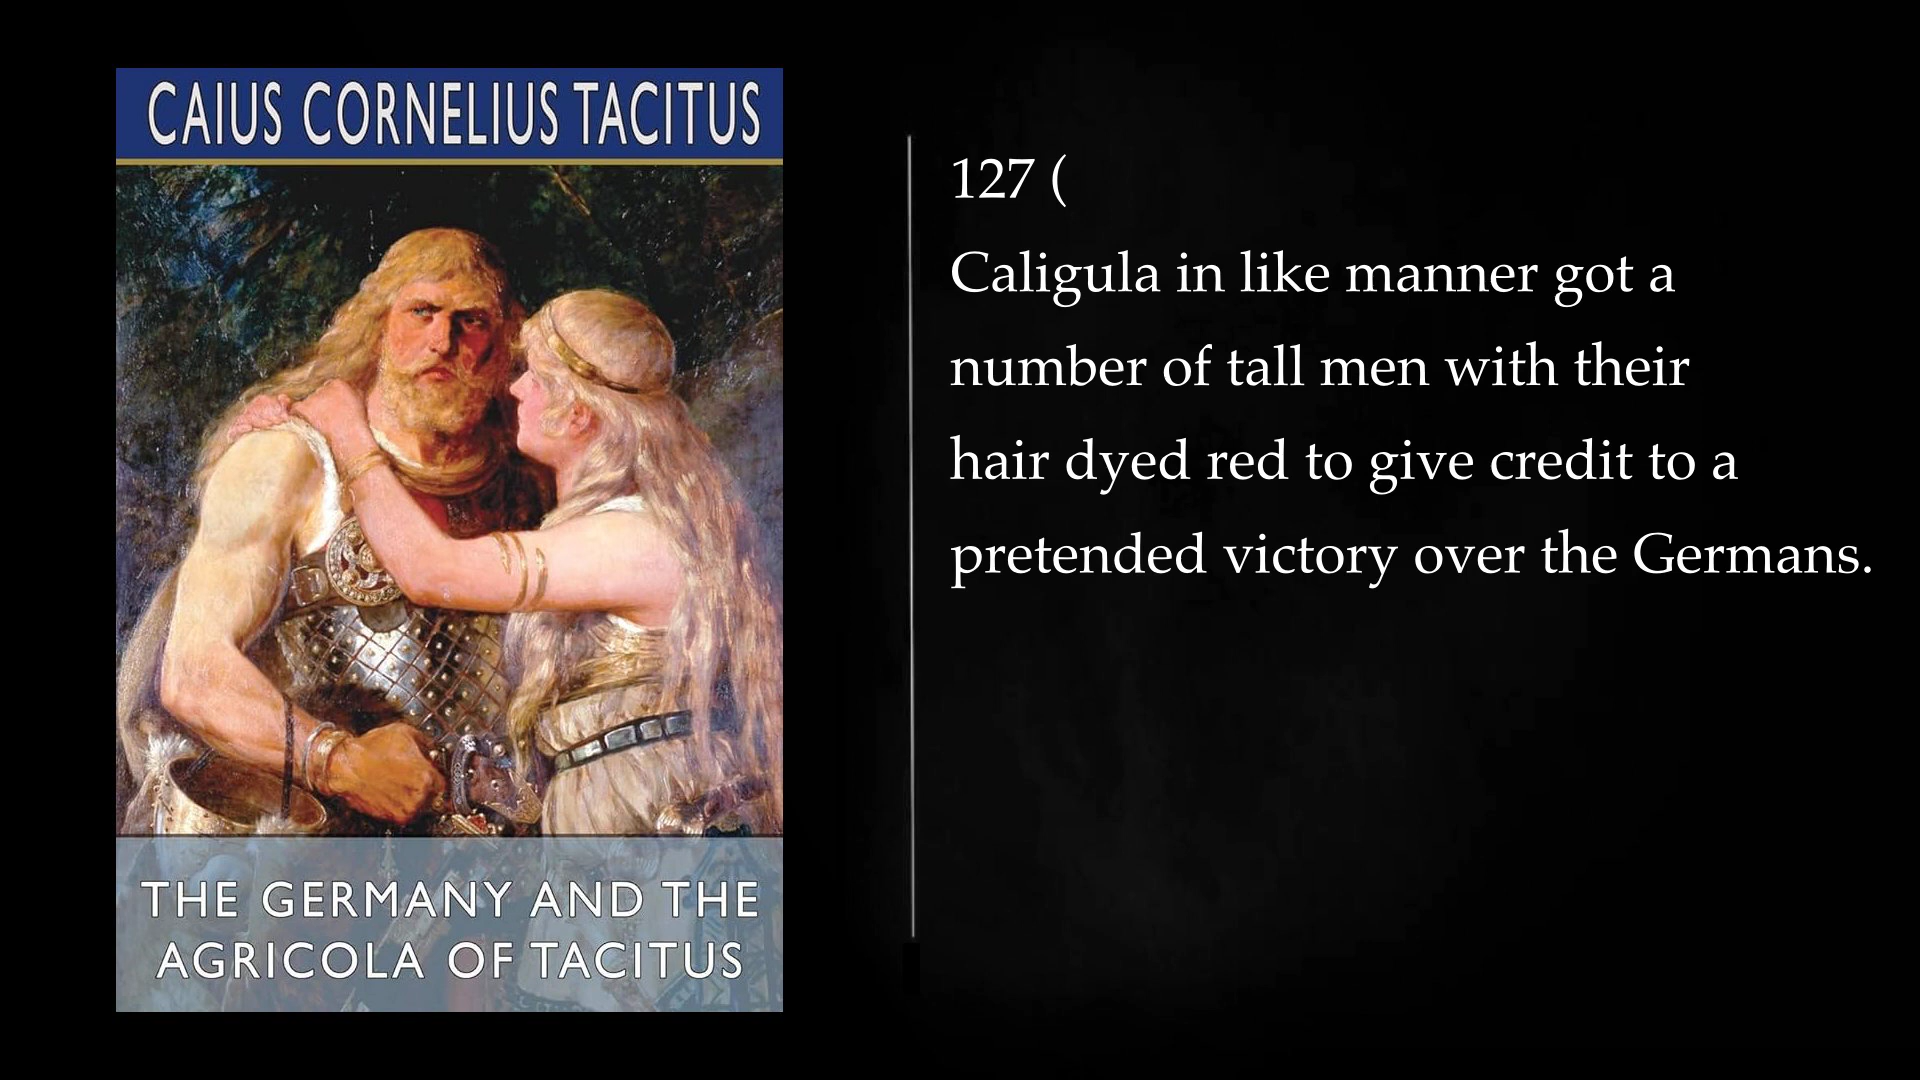 CAIUS CORNELIUS TACITUS
THE GERMANY AND THE
AGRICOLA OF TACITUS
127 (
Caligula in like manner got a
number of tall men with their
hair dyed red to give credit to a
pretended victory over the Germans.